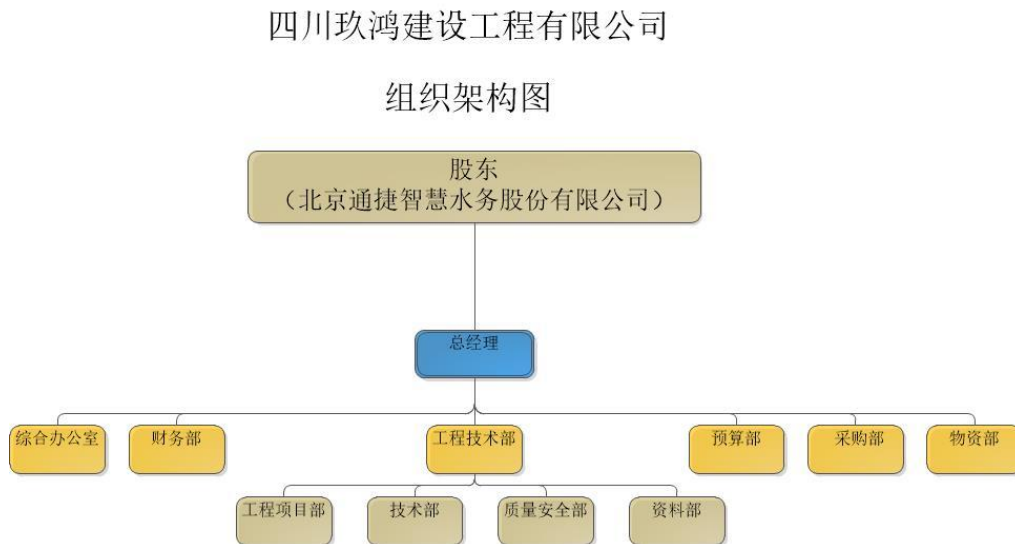 四川玖鸿建设工程有限公司
组织架构图
股东
（北京通捷智慧水务股份有限公司）
总经理
综合办公室
财务部
工程技术部
预算部
采购部
物资部
工程项目部
技术部
质量安全部
资料部